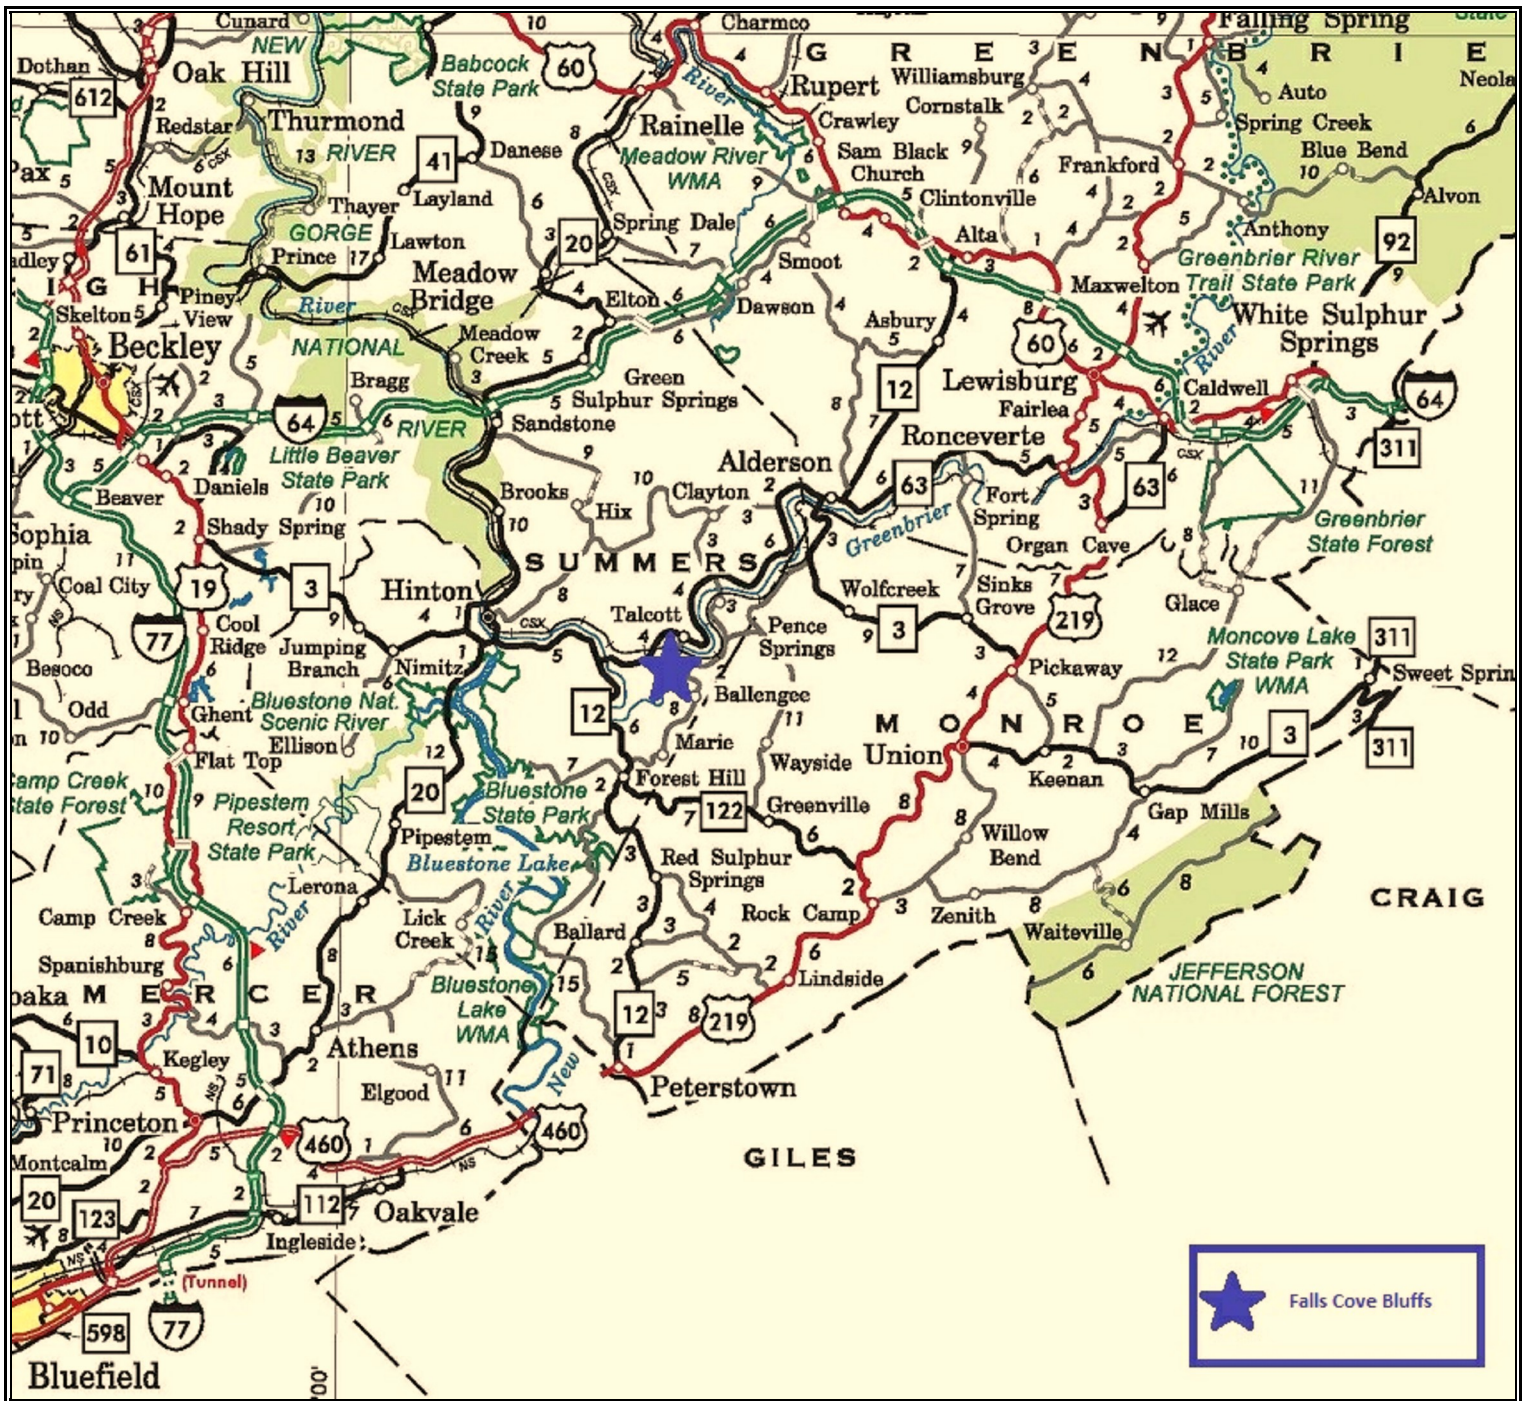 Cunard
10
Charmco
Falling Spring
NEW
Babcock
State Park
60
River
G R E E N B R I E
Dothan
Oak Hill
612
Williamsburg
Neola
Rupert
Auto
Cornstalk
Redstar
Thurmond
RIVER
CSX
Rainelle
Crawley
Spring Creek
Blue Bend
41
Danese
Meadow River
WMA
Sam Black
Church
Frankford
Mount
Hope
Thayer
GORGE
Layland
Clintonville
Alvon
Spring Dale
20
Alta
Anthony
92
61
Prince
Lawton
Smoot
Greenbrier River
Trail State Park
Meadow
Bridge
Elton
Dawson
Maxwelton
Piney
View
River
Skelton
Asbury
White Sulphur
Springs
Beckley
NATIONAL
Meadow
Creek
60
River
Bragg
Green
Sulphur Springs
12
Lewisburg
Caldwell
64
Fairlea
64
RIVER
Sandstone
Ronceverte
311
Little Beaver
State Park
Alderson
63
63
Beaver
Daniels
Brooks
Hix
Clayton
Fort
Spring
Greenbrier
Greenbrier
State Forest
Shady Spring
S U M M E R S
Organ Cave
Coal City
19
3
Hinton
Wolfcreek
Sinks
Grove
Glace
Talcott
CSX
219
77
Cool
Ridge
Jumping
Branch
Pence
Springs
3
Moncove Lake
State Park
WMA
311
Besoco
Nimitz
Pickaway
Sweet Sprin
Odd
Ghent
Bluestone Nat.
Scenic River
Ellison
12
Ballengee
M O N R O E
Marie
Union
3
311
Flat Top
Wayside
Keenan
Camp Creek
State Forest
20
Forest Hill
Pipestem
Resort
State Park
Bluestone
State Park
122
Greenville
Gap Mills
Pipestem
Bluestone Lake
Willow
Bend
Red Sulphur
Springs
Lerona
River
River
Camp Creek
Lick
Creek
Rock Camp
Zenith
CRAIG
Ballard
Waiteville
Spanishburg
Bluestone
Lake
WMA
Lindside
JEFFERSON
NATIONAL FOREST
M E R C E R
12
219
10
Athens
71
Kegley
Elgood
New
Peterstown
Princeton
460
460
GILES
Montcalm
NS
20
123
112
Oakvale
Ingleside
(Tunnel)
Falls Cove Bluffs
598
77
Bluefield